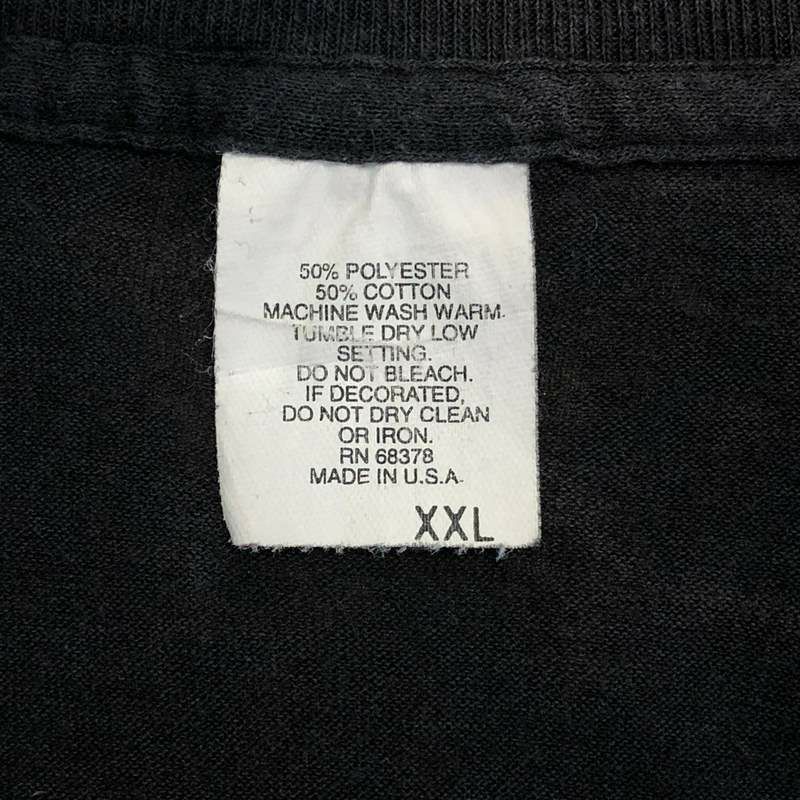 50% POLYESTER
50% COTTON
MACHINE WASH WARM.
TUMBLE DRY LOW
SETTING.
DO NOT BLEACH.
IF DECORATED,
DO NOT DRY CLEAN
OR IRON.
RN 68378
MADE IN U.S.A.
XXL